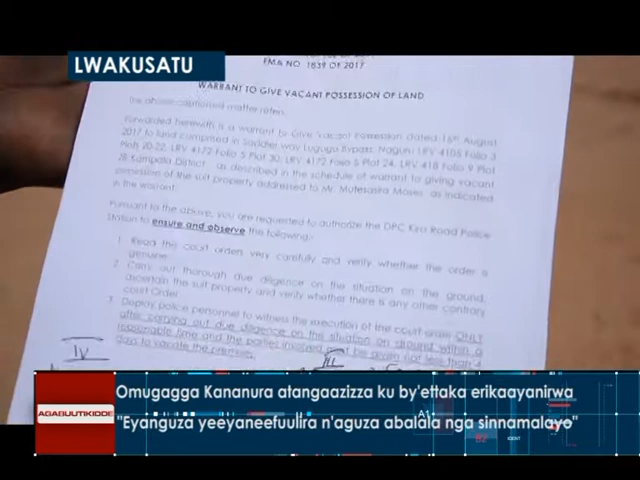 LWAKUSATU
FMA NO. 1839 OF 2017
WARRANT TO GIVE VACANT POSSESSION OF LAND
The above captioned matter refers.
Forwarded herewith is a warrant to Give Vacant Possession dated 16th August
2017 to land comprised in Saddler way Lugugo Bypass, Naguru LRV 4105 Folio 3
Plot 20-22, LRV 4172 Folio 5 Plot 30, LRV 4172 Folio 5 Plot 24, LRV 418 Folio 9 Plot
28 Kampala District , as described in the schedule of warrant to giving vacant
possession of the suit property addressed to Mr. Mutesasira Moses, as indicated
in the warrant.
Pursuant to the above, you are requested to authorize the DPC Kira Road Police
Station to ensure and observe the following;-
1. Read this court orders very carefully and verify whether the order is
genuine.
2. Carry out thorough due diligence on the situation on the ground,
ascertain the suit property and verify whether there is any other contrary
court Order.
3. Deploy police personnel to witness the execution of the court order ONLY
after carrying out due diligence on the situation on ground within a
reasonable time and the parties involved must be given not less than 4
days to vacate the premises.
IV
III
AGABUUTIKIDDE
Omugagga Kananura atangaazizza ku by'ettaka erikaayanirwa
"Eyanguza yeeyaneefuulira n'aguza abalala nga sinnamalayo"